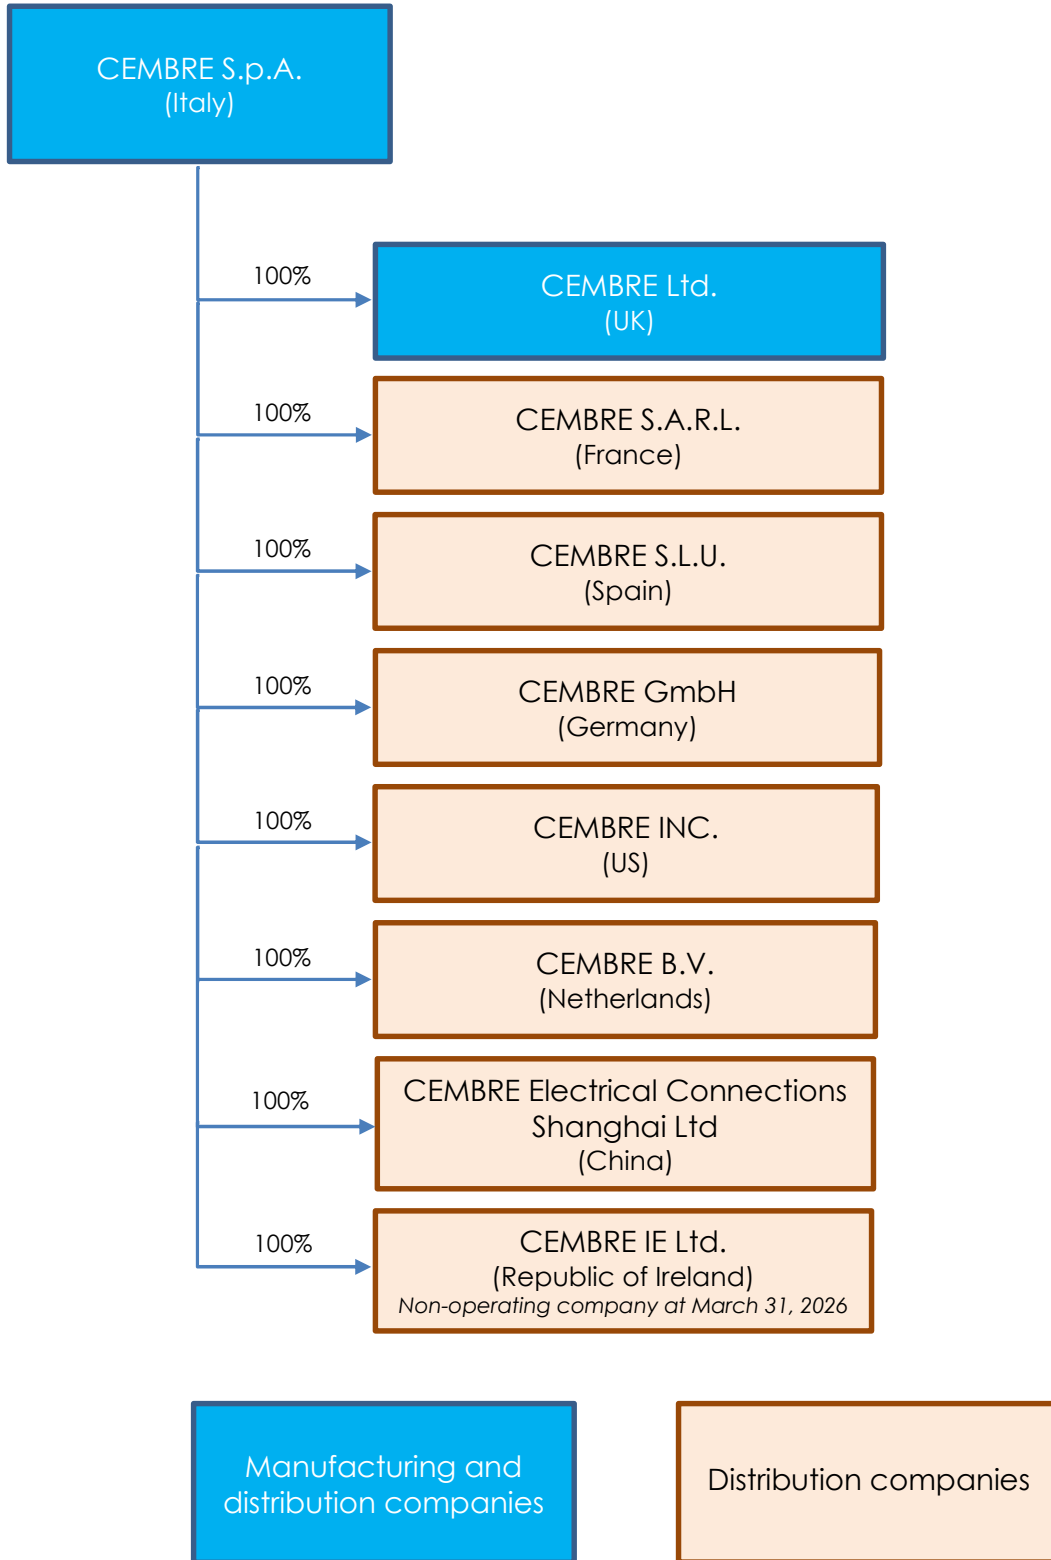 CEMBRE S.p.A.
(Italy)
100%
CEMBRE Ltd.
(UK)
100%
CEMBRE S.A.R.L.
(France)
100%
CEMBRE S.L.U.
(Spain)
100%
CEMBRE GmbH
(Germany)
100%
CEMBRE INC.
(US)
100%
CEMBRE B.V.
(Netherlands)
100%
CEMBRE Electrical Connections
Shanghai Ltd
(China)
100%
CEMBRE IE Ltd.
(Republic of Ireland)
Non-operating company at March 31, 2026
Manufacturing and
distribution companies
Distribution companies